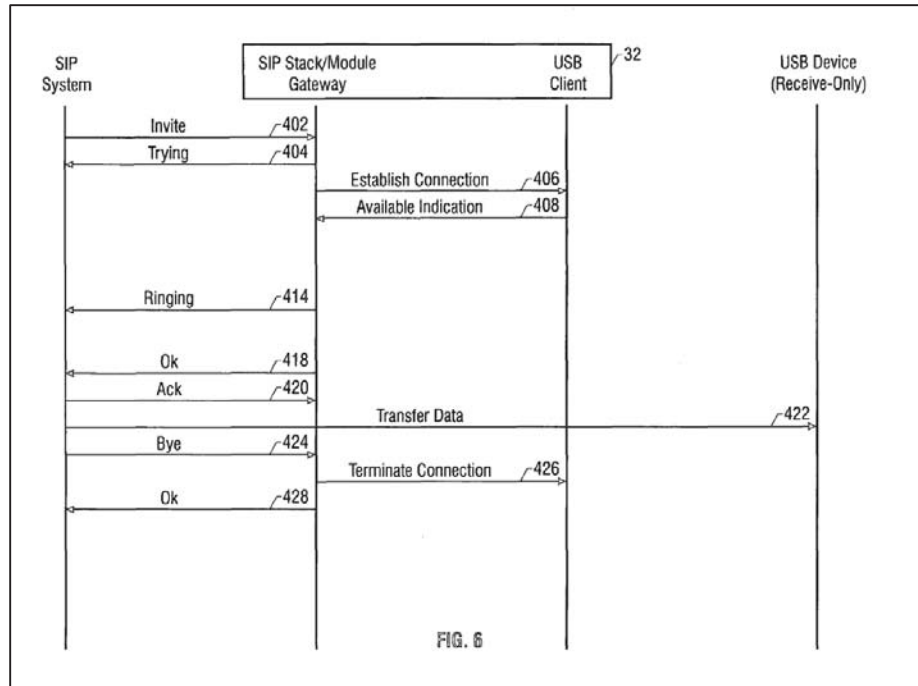 SIP
System
SIP Stack/Module
Gateway
USB
Client
32
USB Device
(Receive-Only)
Invite 402
Trying 404
Establish Connection 406
Available Indication 408
Ringing 414
Ok 418
Ack 420
Transfer Data 422
Bye 424
Terminate Connection 426
Ok 428
FIG. 6